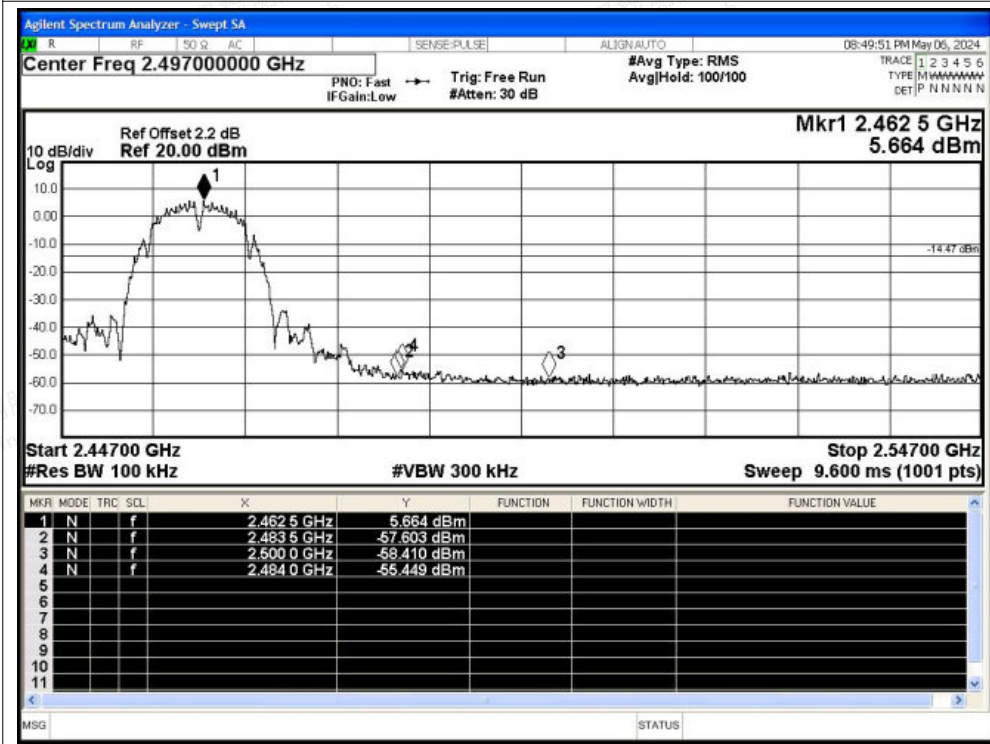 Agilent Spectrum Analyzer - Swept SA
LXI R RF 50 Ω AC SENSE:PULSE ALIGN AUTO 08:49:51 PM May 06, 2024
Center Freq 2.497000000 GHz #Avg Type: RMS TRACE 1 2 3 4 5 6
PNO: Fast Trig: Free Run Avg|Hold: 100/100 TYPE M
IFGain:Low #Atten: 30 dB DET P N N N N N
Mkr1 2.462 5 GHz
Ref Offset 2.2 dB
10 dB/div Ref 20.00 dBm 5.664 dBm
Log
1
10.0
0.00
-10.0
-14.47 dBm
-20.0
-30.0
-40.0
-50.0
2 4 3
-60.0
-70.0
Start 2.44700 GHz Stop 2.54700 GHz
#Res BW 100 kHz #VBW 300 kHz Sweep 9.600 ms (1001 pts)
MKR MODE TRC SCL X Y FUNCTION FUNCTION WIDTH FUNCTION VALUE
1 N f 2.462 5 GHz 5.664 dBm
2 N f 2.483 5 GHz -57.603 dBm
3 N f 2.500 0 GHz -58.410 dBm
4 N f 2.484 0 GHz -55.449 dBm
5
6
7
8
9
10
11
MSG STATUS